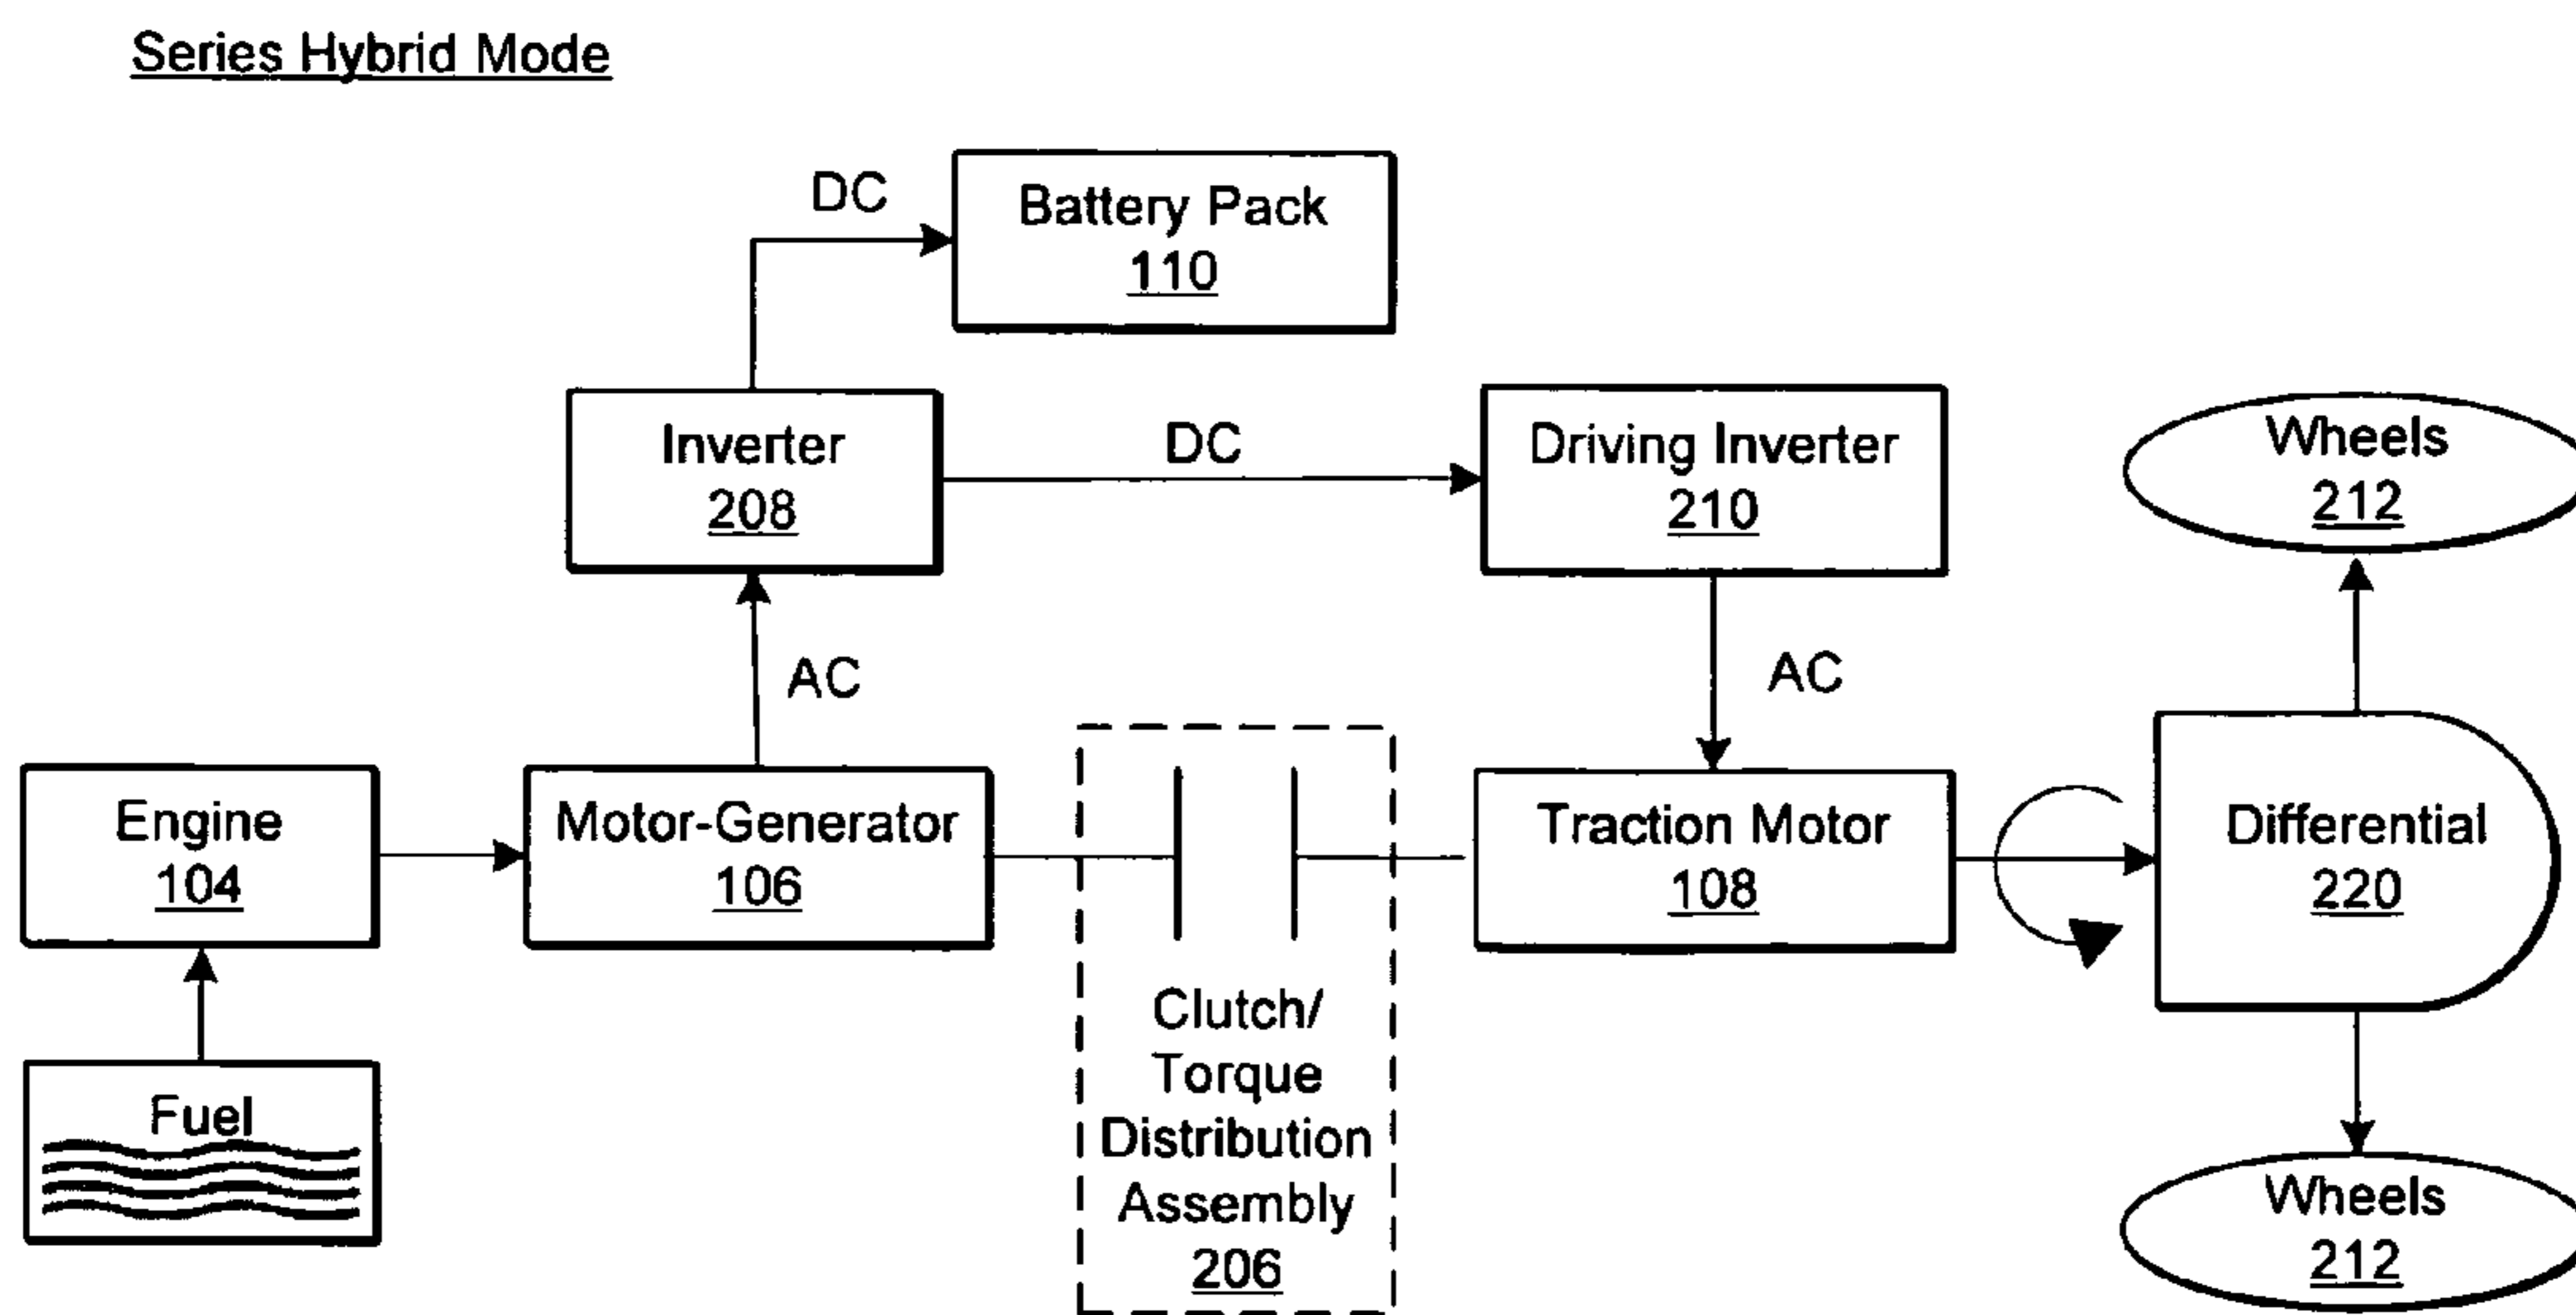 Series Hybrid Mode
DC
Battery Pack
110
Inverter
208
DC
Driving Inverter
210
Wheels
212
AC
AC
Engine
104
Motor-Generator
106
Traction Motor
108
Differential
220
Clutch/
Torque
Distribution
Assembly
206
Fuel
Wheels
212